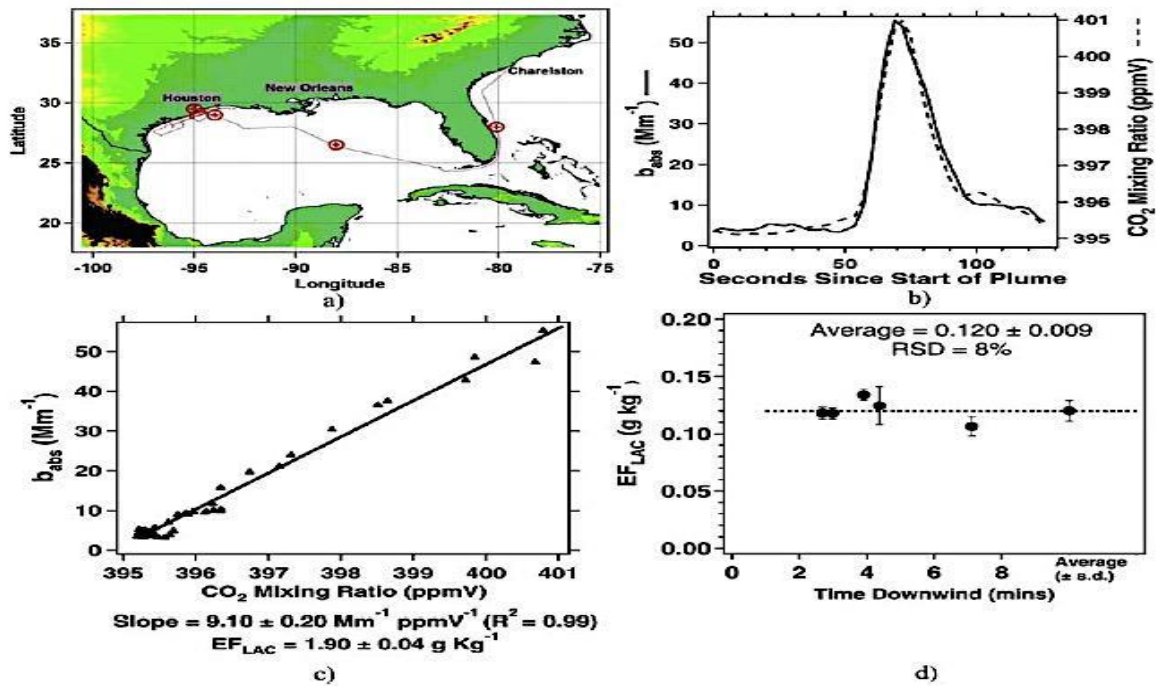 35
30
25
20
Latitude
Houston
New Orleans
Charelston
-100
-95
-90
-85
-80
-75
Longitude
a)
50
40
30
20
10
0
b_abs (Mm⁻¹)
401
400
399
398
397
396
395
CO₂ Mixing Ratio (ppmV)
0
50
100
Seconds Since Start of Plume
b)
50
40
30
20
10
0
b_abs (Mm⁻¹)
395
396
397
398
399
400
401
CO₂ Mixing Ratio (ppmV)
Slope = 9.10 ± 0.20 Mm⁻¹ ppmV⁻¹ (R² = 0.99)
EF_LAC = 1.90 ± 0.04 g Kg⁻¹
c)
0.20
0.15
0.10
0.05
0.00
EF_LAC (g kg⁻¹)
Average = 0.120 ± 0.009
RSD = 8%
0
2
4
6
8
Average
(± s.d.)
Time Downwind (mins)
d)